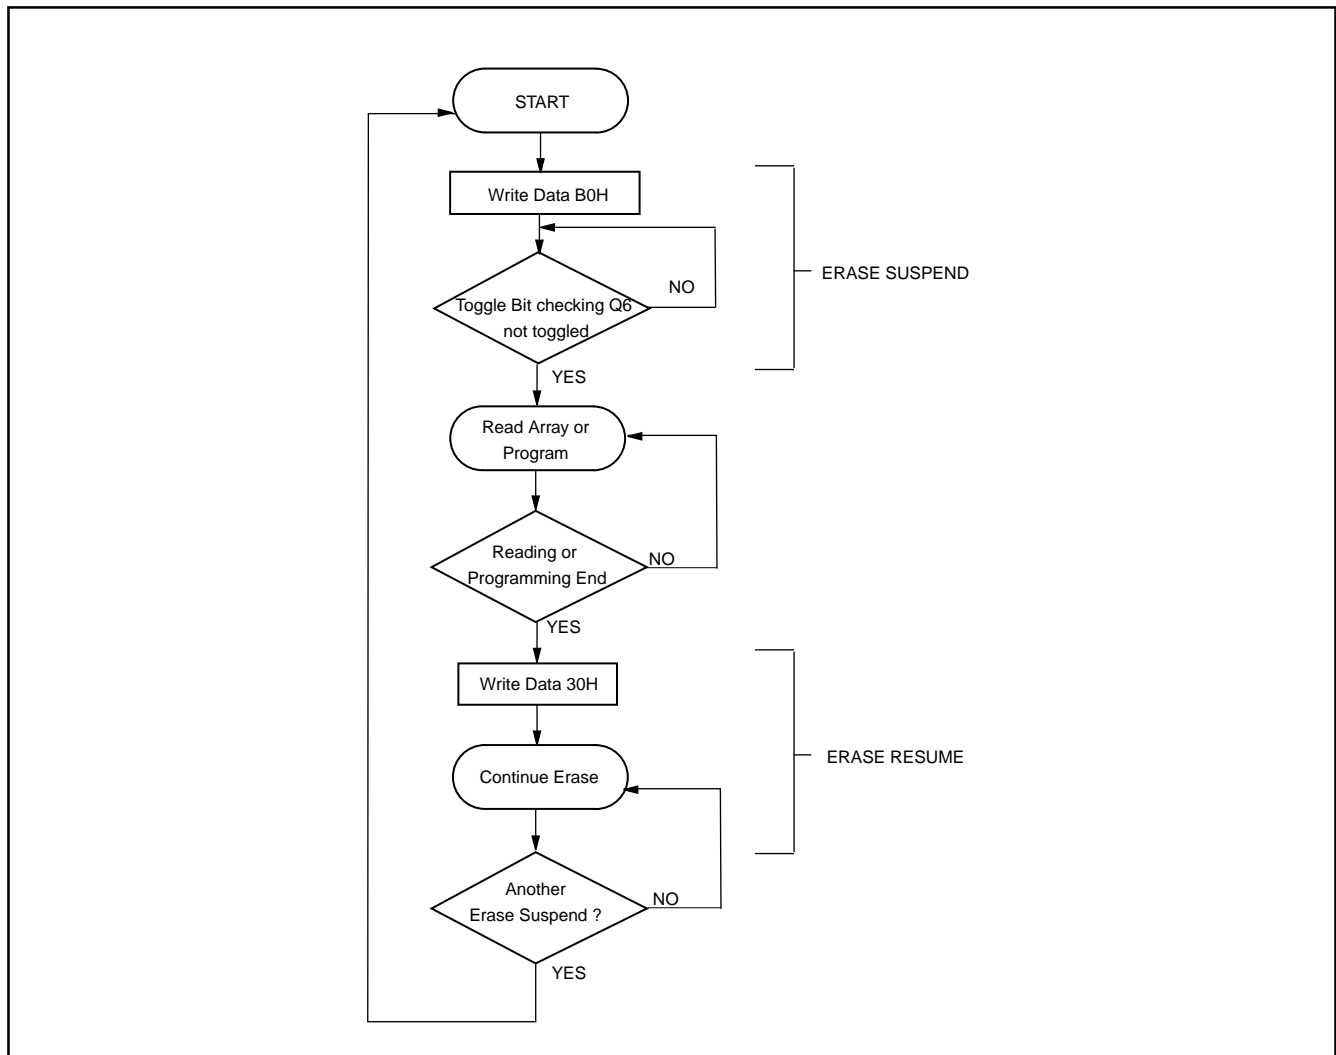 START
Write Data B0H
ERASE SUSPEND
NO
Toggle Bit checking Q6
not toggled
YES
Read Array or
Program
Reading or
Programming End
NO
YES
Write Data 30H
ERASE RESUME
Continue Erase
Another
Erase Suspend ?
NO
YES